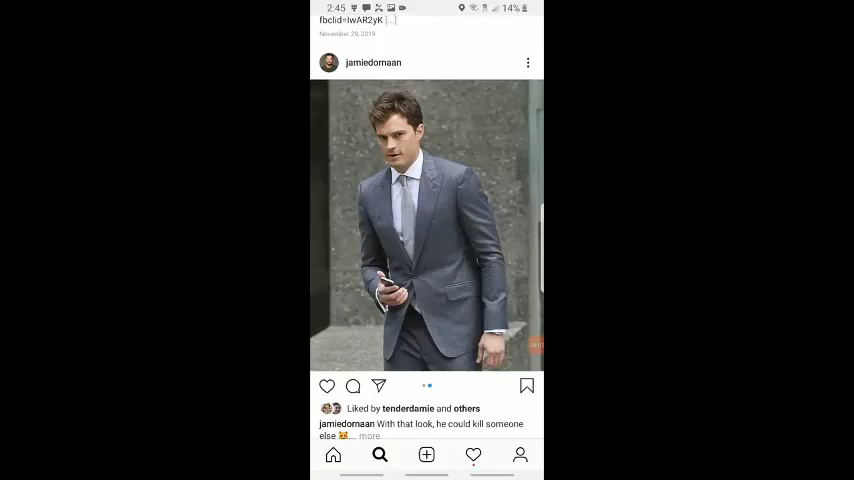 2:45
14%
fbclid=IwAR2yK [...]
November 29, 2019
jamiedornaan
Liked by tenderdamie and others
jamiedornaan With that look, he could kill someone
else 😼.... more